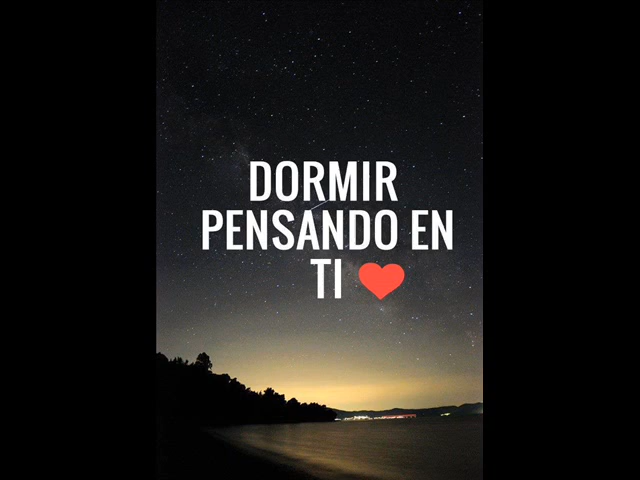 DORMIR
PENSANDO EN
TI ❤